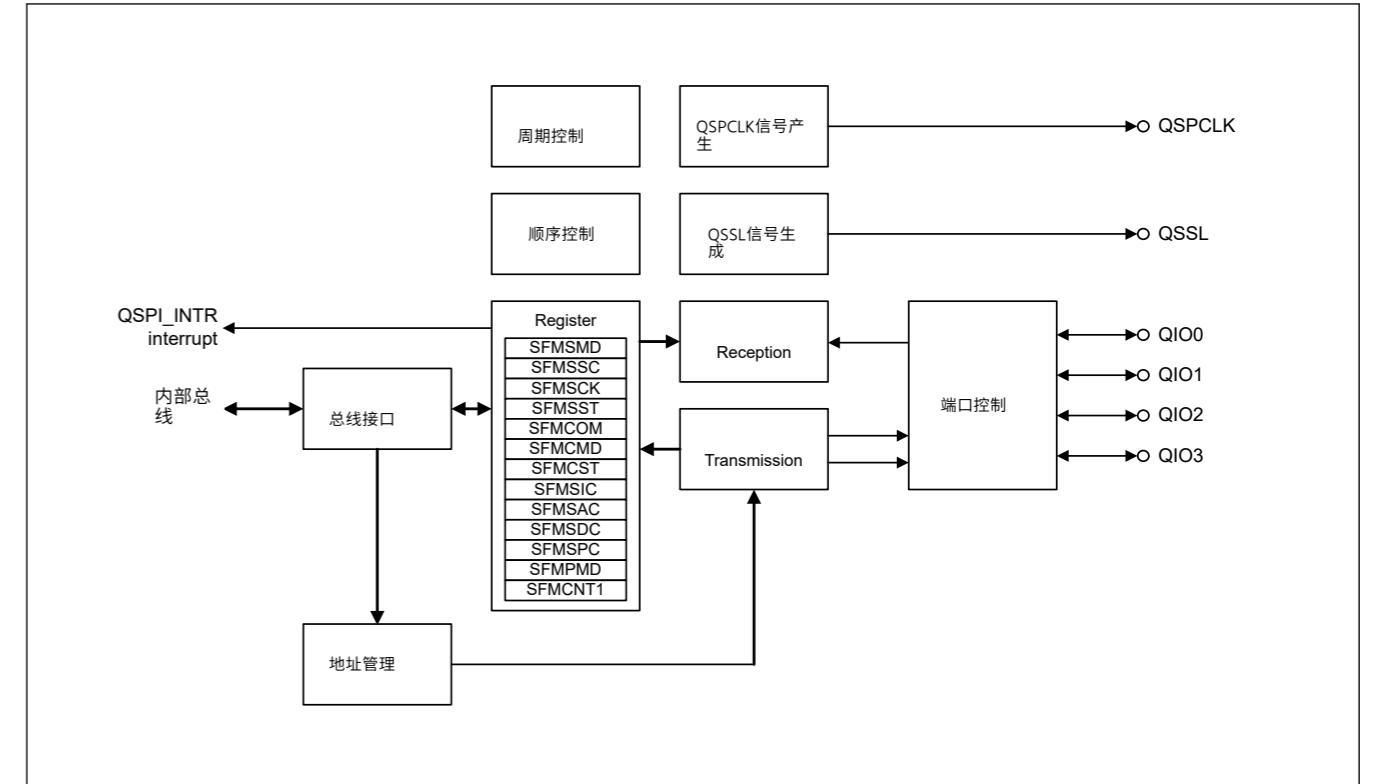 周期控制
QSPCLK信号产
生
QSPCLK
顺序控制
QSSL信号生
成
QSSL
QSPI_INTR
interrupt
Register
SFMSMD
SFMSSC
SFMSCK
SFMSST
SFMCOM
SFMCMD
SFMCST
SFMSIC
SFMSAC
SFMSDC
SFMSPC
SFMPMD
SFMCNT1
Reception
端口控制
QIO0
QIO1
QIO2
QIO3
内部总
线
总线接口
Transmission
地址管理